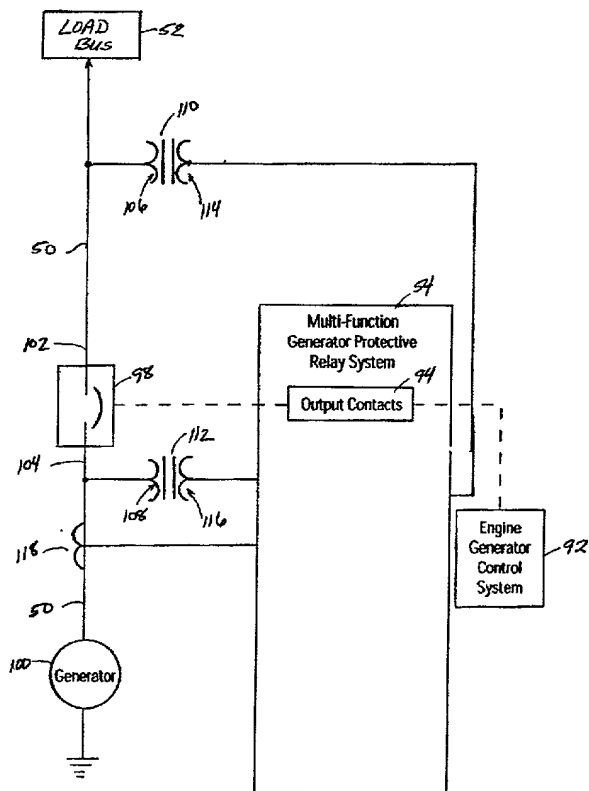 LOAD
BUS
52
110
106
114
50
54
Multi-Function
Generator Protective
Relay System
102
98
94
Output Contacts
104
112
108
116
118
Engine
Generator
Control
System
92
50
100
Generator